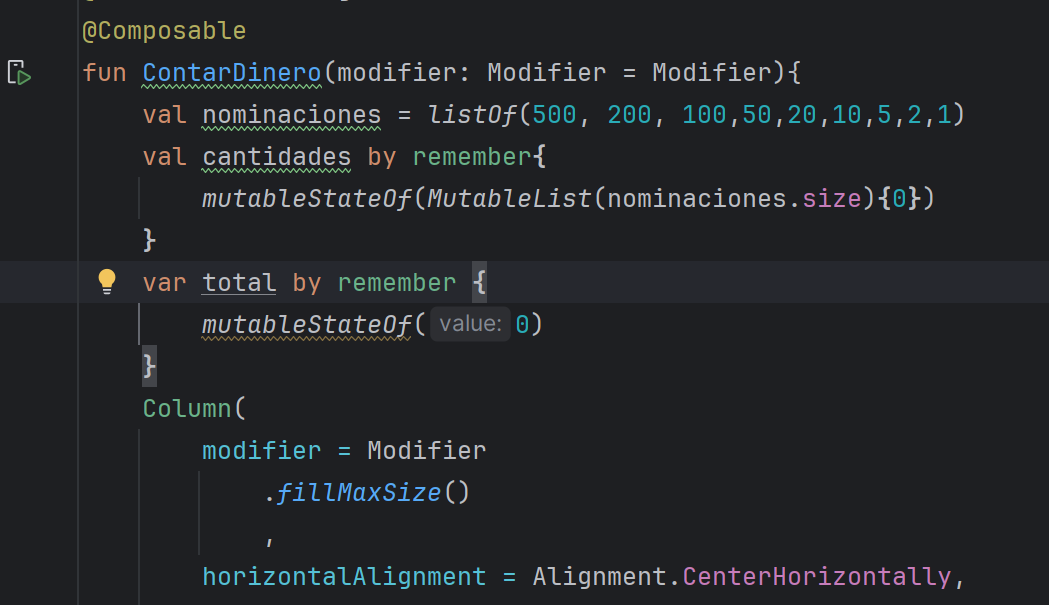 @Composable
fun ContarDinero(modifier: Modifier = Modifier){
    val nominaciones = listOf(500, 200, 100,50,20,10,5,2,1)
    val cantidades by remember{
        mutableStateOf(MutableList(nominaciones.size){0})
    }
    var total by remember {
        mutableStateOf(value: 0)
    }
    Column(
        modifier = Modifier
            .fillMaxSize()
            ,
        horizontalAlignment = Alignment.CenterHorizontally,